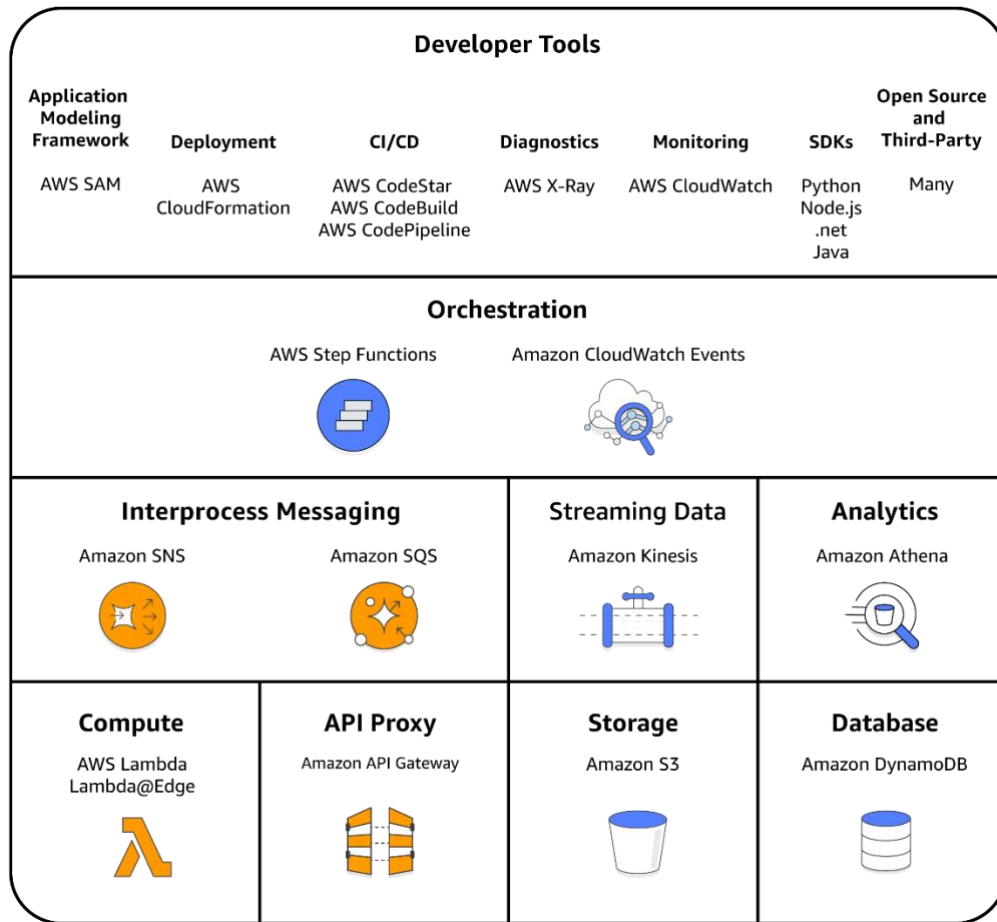 Developer Tools
Application
Modeling
Framework
AWS SAM
Deployment
AWS
CloudFormation
CI/CD
AWS CodeStar
AWS CodeBuild
AWS CodePipeline
Diagnostics
AWS X-Ray
Monitoring
AWS CloudWatch
SDKs
Python
Node.js
.net
Java
Open Source
and
Third-Party
Many
Orchestration
AWS Step Functions
Amazon CloudWatch Events
Interprocess Messaging
Amazon SNS
Amazon SQS
Streaming Data
Amazon Kinesis
Analytics
Amazon Athena
Compute
AWS Lambda
Lambda@Edge
API Proxy
Amazon API Gateway
Storage
Amazon S3
Database
Amazon DynamoDB